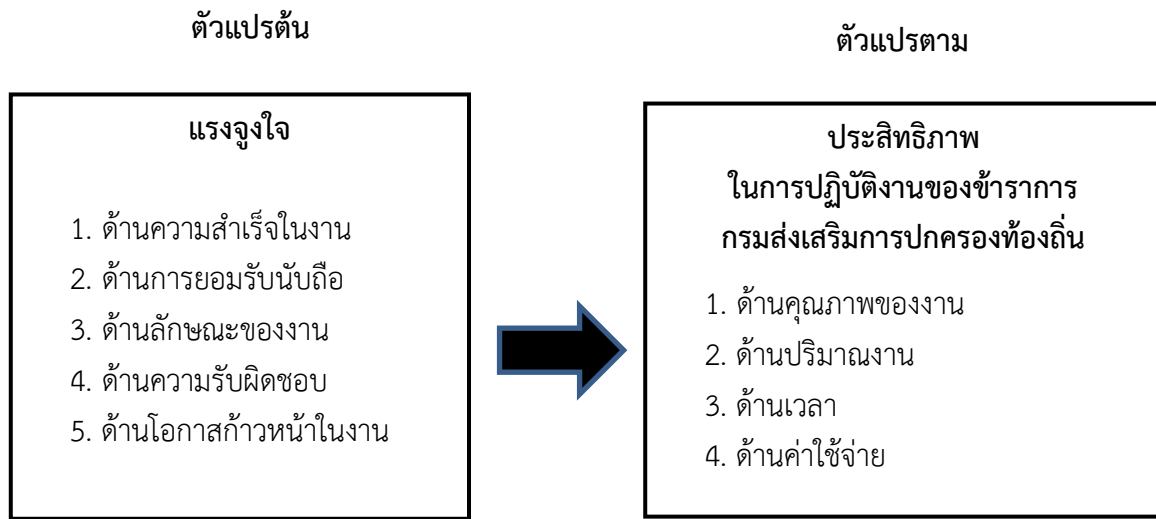 ตัวแปรต้น
แรงจูงใจ
1. ด้านความสำเร็จในงาน
2. ด้านการยอมรับนับถือ
3. ด้านลักษณะของงาน
4. ด้านความรับผิดชอบ
5. ด้านโอกาสก้าวหน้าในงาน
ตัวแปรตาม
ประสิทธิภาพ
ในการปฏิบัติงานของข้าราการ
กรมส่งเสริมการปกครองท้องถิ่น
1. ด้านคุณภาพของงาน
2. ด้านปริมาณงาน
3. ด้านเวลา
4. ด้านค่าใช้จ่าย